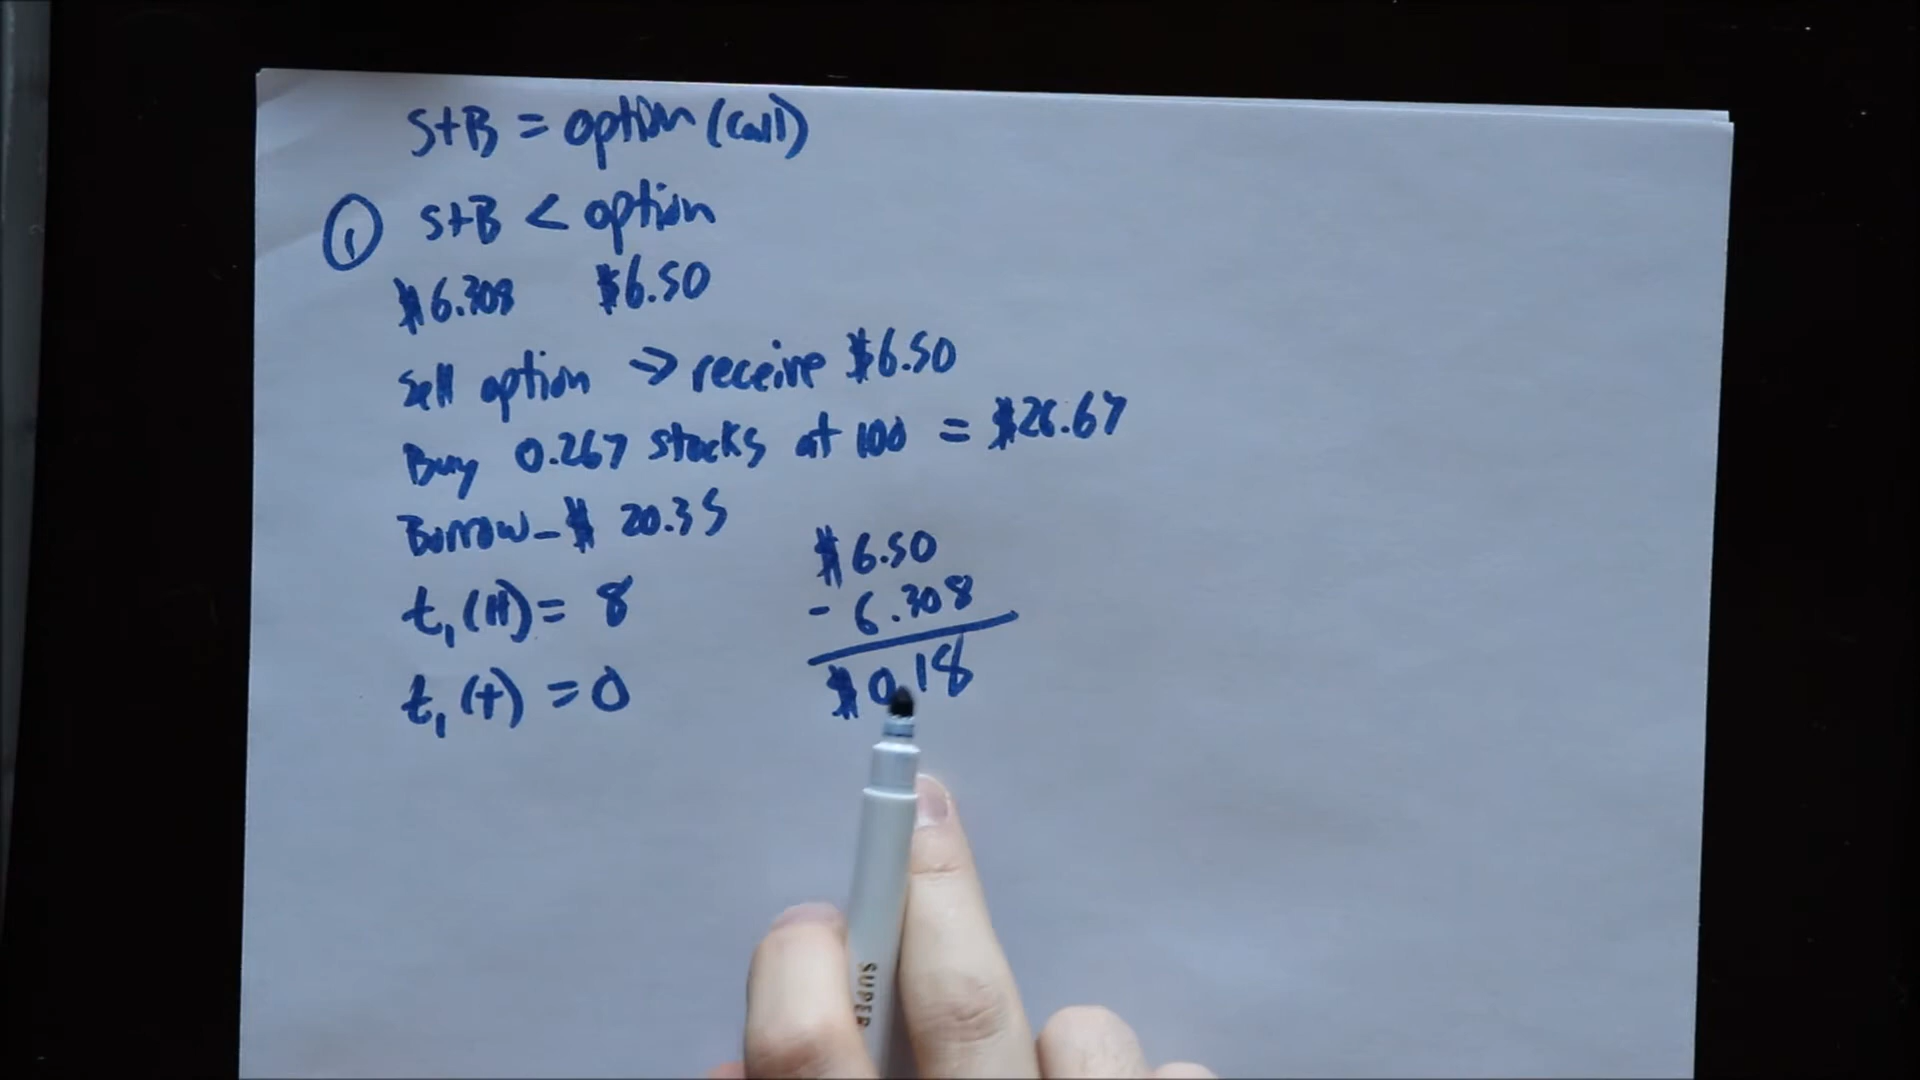 S+B = option (call)
① S+B < option
$6.308 $6.50
Sell option => receive $6.50
Buy 0.267 stocks at 100 = $26.67
Borrow - $ 20.35
t₁ (H) = 8
t₁ (t) = 0
$6.50
- 6.308
$0.18
SUPER